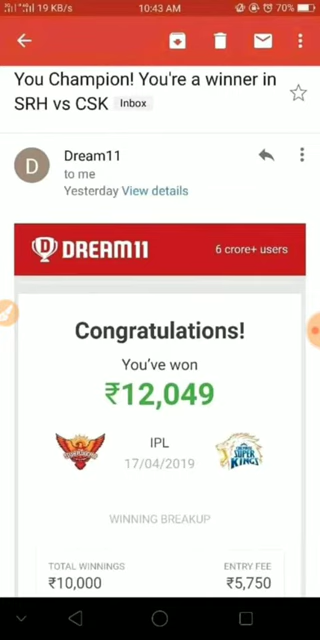 19 KB/s 10:43 AM 70%
You Champion! You're a winner in
SRH vs CSK Inbox
D
Dream11
to me
Yesterday View details
DREAM11 6 crore+ users
Congratulations!
You've won
₹12,049
IPL
17/04/2019
SUPER
KINGS
WINNING BREAKUP
TOTAL WINNINGS ENTRY FEE
₹10,000 ₹5,750